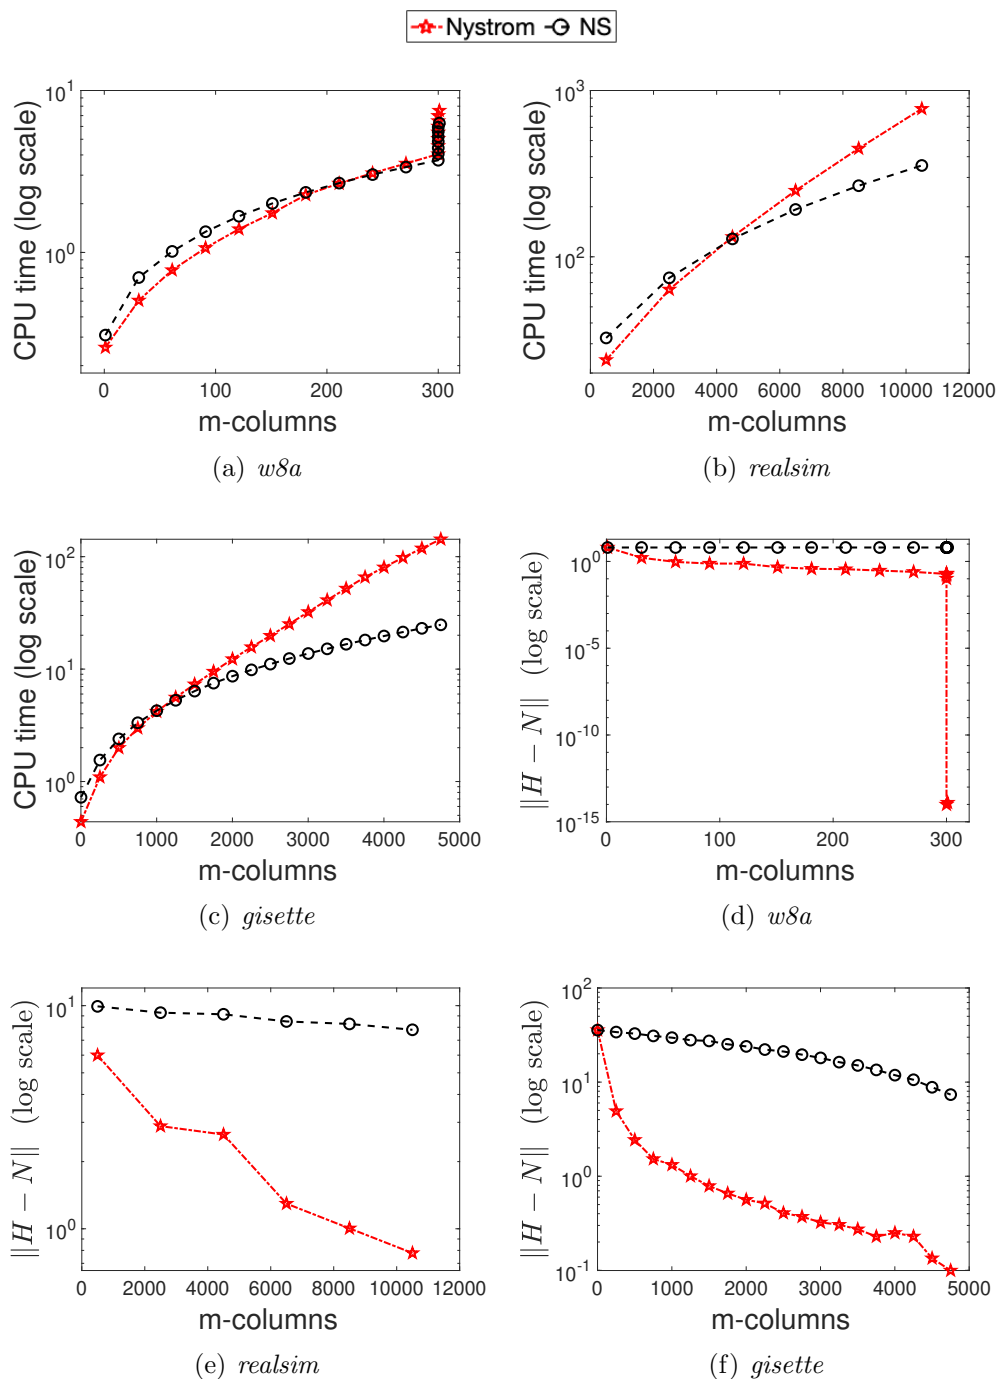 Nystrom NS
10^1
10^0
CPU time (log scale)
0 100 200 300
m-columns
(a) w8a
10^3
10^2
CPU time (log scale)
0 2000 4000 6000 8000 10000 12000
m-columns
(b) realsim
10^2
10^1
10^0
CPU time (log scale)
0 1000 2000 3000 4000 5000
m-columns
(c) gisette
10^0
10^-5
10^-10
10^-15
||H − N|| (log scale)
0 100 200 300
m-columns
(d) w8a
10^1
10^0
||H − N|| (log scale)
0 2000 4000 6000 8000 10000 12000
m-columns
(e) realsim
10^2
10^1
10^0
10^-1
||H − N|| (log scale)
0 1000 2000 3000 4000 5000
m-columns
(f) gisette